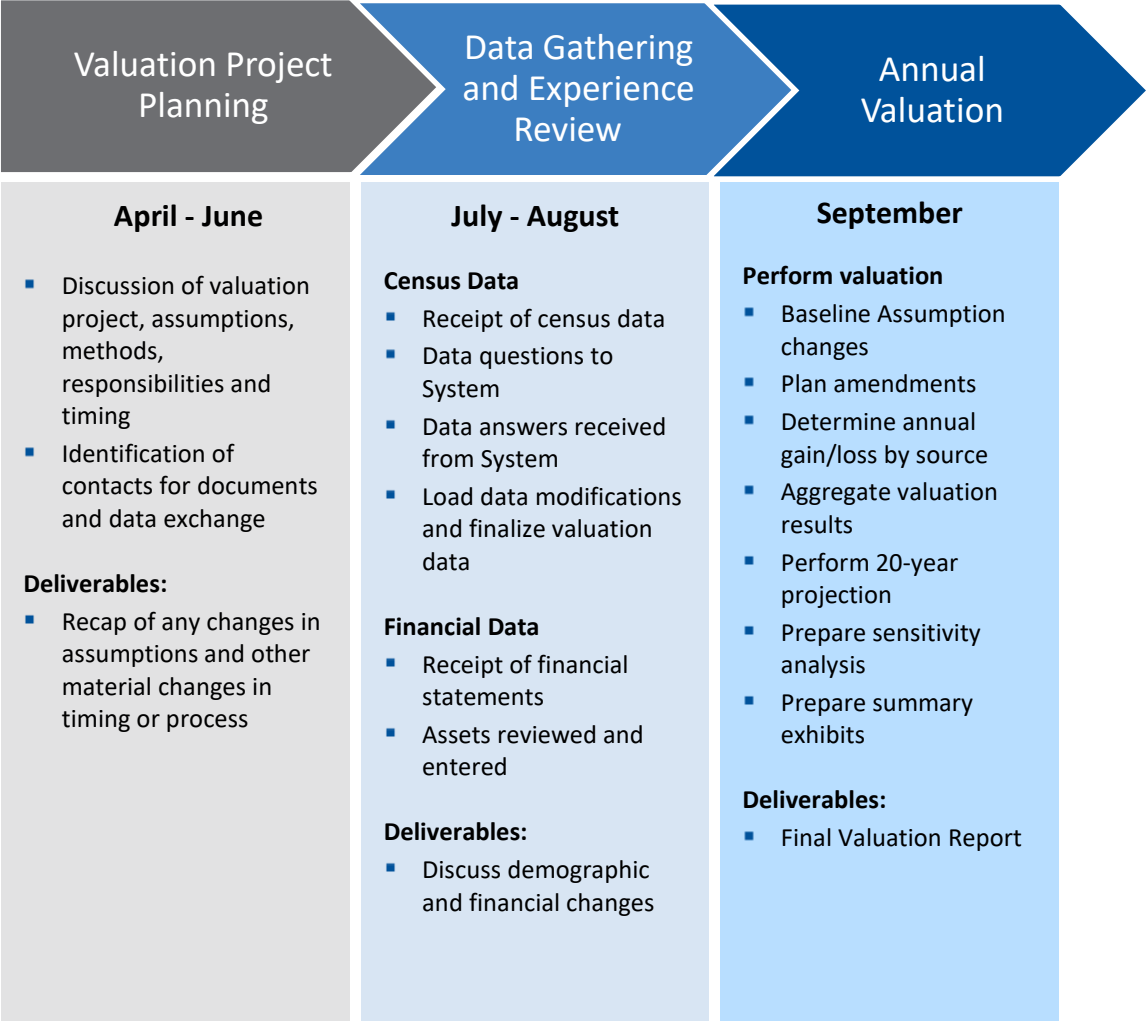 Valuation Project
Planning
Data Gathering
and Experience
Review
Annual
Valuation
April - June
▪ Discussion of valuation
project, assumptions,
methods,
responsibilities and
timing
▪ Identification of
contacts for documents
and data exchange
Deliverables:
▪ Recap of any changes in
assumptions and other
material changes in
timing or process
July - August
Census Data
▪ Receipt of census data
▪ Data questions to
System
▪ Data answers received
from System
▪ Load data modifications
and finalize valuation
data
Financial Data
▪ Receipt of financial
statements
▪ Assets reviewed and
entered
Deliverables:
▪ Discuss demographic
and financial changes
September
Perform valuation
▪ Baseline Assumption
changes
▪ Plan amendments
▪ Determine annual
gain/loss by source
▪ Aggregate valuation
results
▪ Perform 20-year
projection
▪ Prepare sensitivity
analysis
▪ Prepare summary
exhibits
Deliverables:
▪ Final Valuation Report